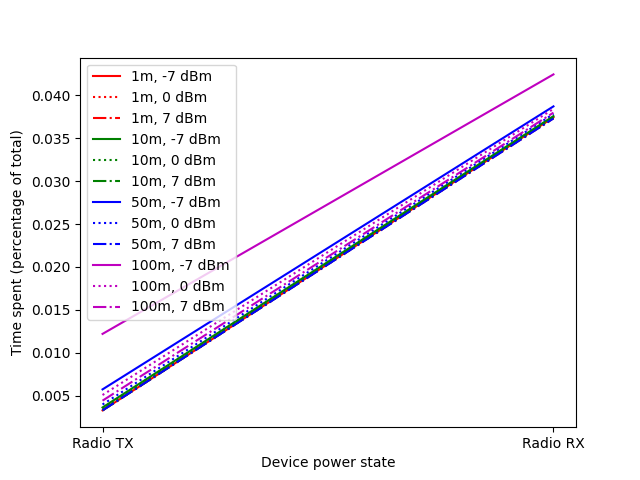 1m, -7 dBm
1m, 0 dBm
1m, 7 dBm
10m, -7 dBm
10m, 0 dBm
10m, 7 dBm
50m, -7 dBm
50m, 0 dBm
50m, 7 dBm
100m, -7 dBm
100m, 0 dBm
100m, 7 dBm
0.040
0.035
0.030
0.025
0.020
0.015
0.010
0.005
Time spent (percentage of total)
Radio TX
Radio RX
Device power state